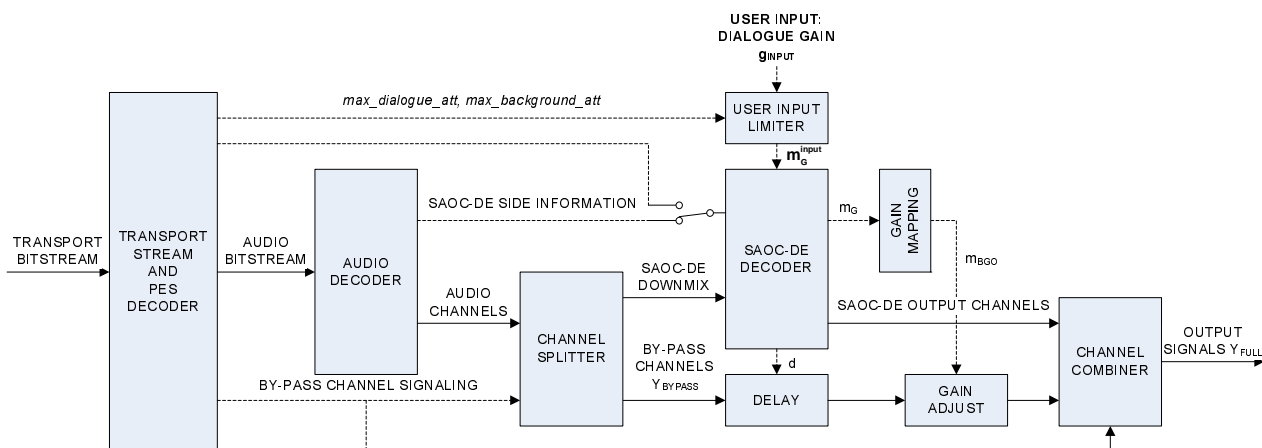 USER INPUT:
DIALOGUE GAIN
gINPUT
max_dialogue_att, max_background_att
USER INPUT
LIMITER
mG input
SAOC-DE SIDE INFORMATION
mG
GAIN
MAPPING
TRANSPORT
BITSTREAM
TRANSPORT
STREAM
AND
PES
DECODER
AUDIO
BITSTREAM
AUDIO
DECODER
SAOC-DE
DECODER
mBGO
SAOC-DE
DOWNMIX
AUDIO
CHANNELS
SAOC-DE OUTPUT CHANNELS
CHANNEL
SPLITTER
BY-PASS
CHANNELS
YBYPASS
d
CHANNEL
COMBINER
OUTPUT
SIGNALS YFULL
BY-PASS CHANNEL SIGNALING
DELAY
GAIN
ADJUST